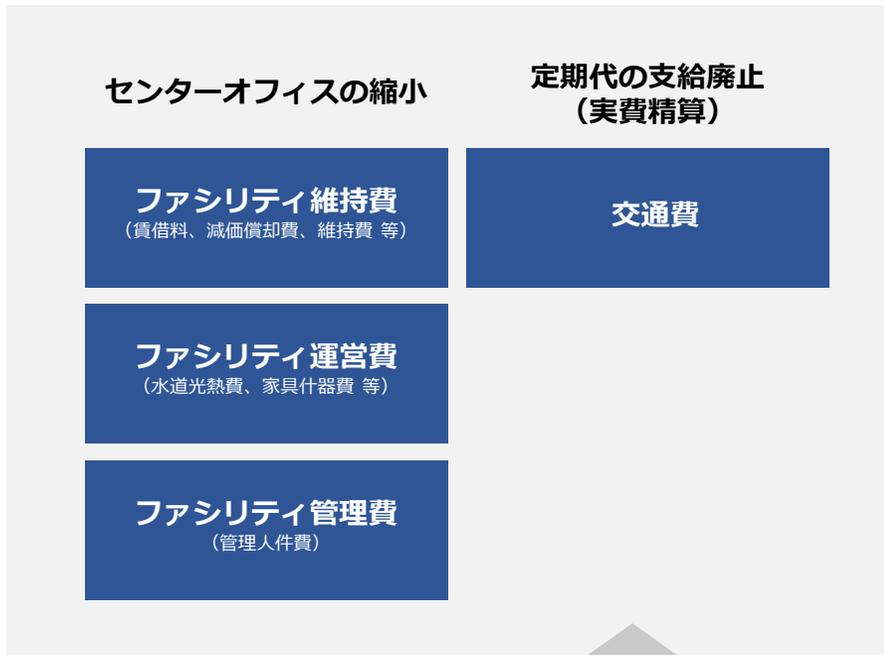 センターオフィスの縮小
定期代の支給廃止
（実費精算）
ファシリティ維持費
（賃借料、減価償却費、維持費 等）
交通費
ファシリティ運営費
（水道光熱費、家具什器費 等）
ファシリティ管理費
（管理人件費）